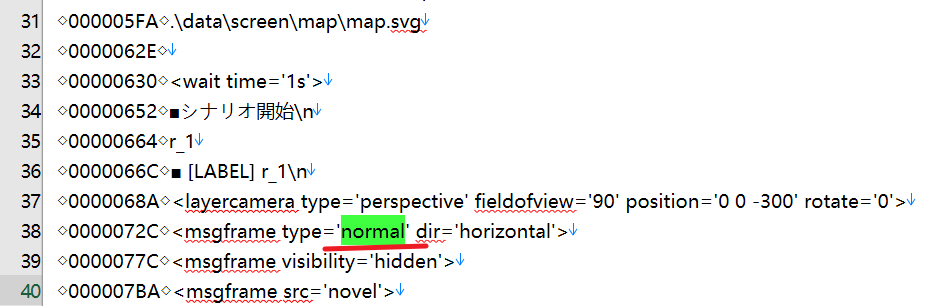 31 ◇000005FA◇.\data\screen\map\map.svg↓
32 ◇0000062E◇↓
33 ◇00000630◇<wait time='1s'>↓
34 ◇00000652◇■シナリオ開始\n↓
35 ◇00000664◇r_1↓
36 ◇0000066C◇■ [LABEL] r_1\n↓
37 ◇0000068A◇<layercamera type='perspective' fieldofview='90' position='0 0 -300' rotate='0'>↓
38 ◇0000072C◇<msgframe type='normal' dir='horizontal'>↓
39 ◇0000077C◇<msgframe visibility='hidden'>↓
40 ◇000007BA◇<msgframe src='novel'>↓